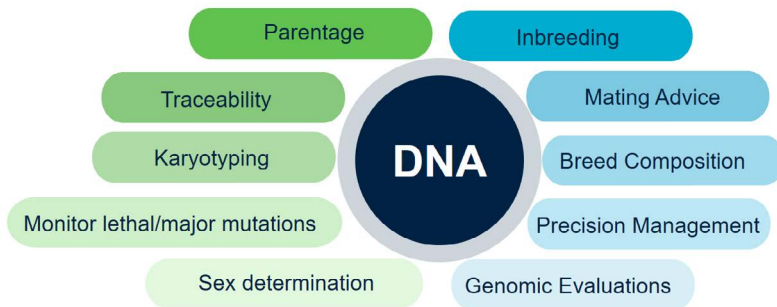 Parentage
Inbreeding
Traceability
Mating Advice
Karyotyping
DNA
Breed Composition
Monitor lethal/major mutations
Precision Management
Sex determination
Genomic Evaluations